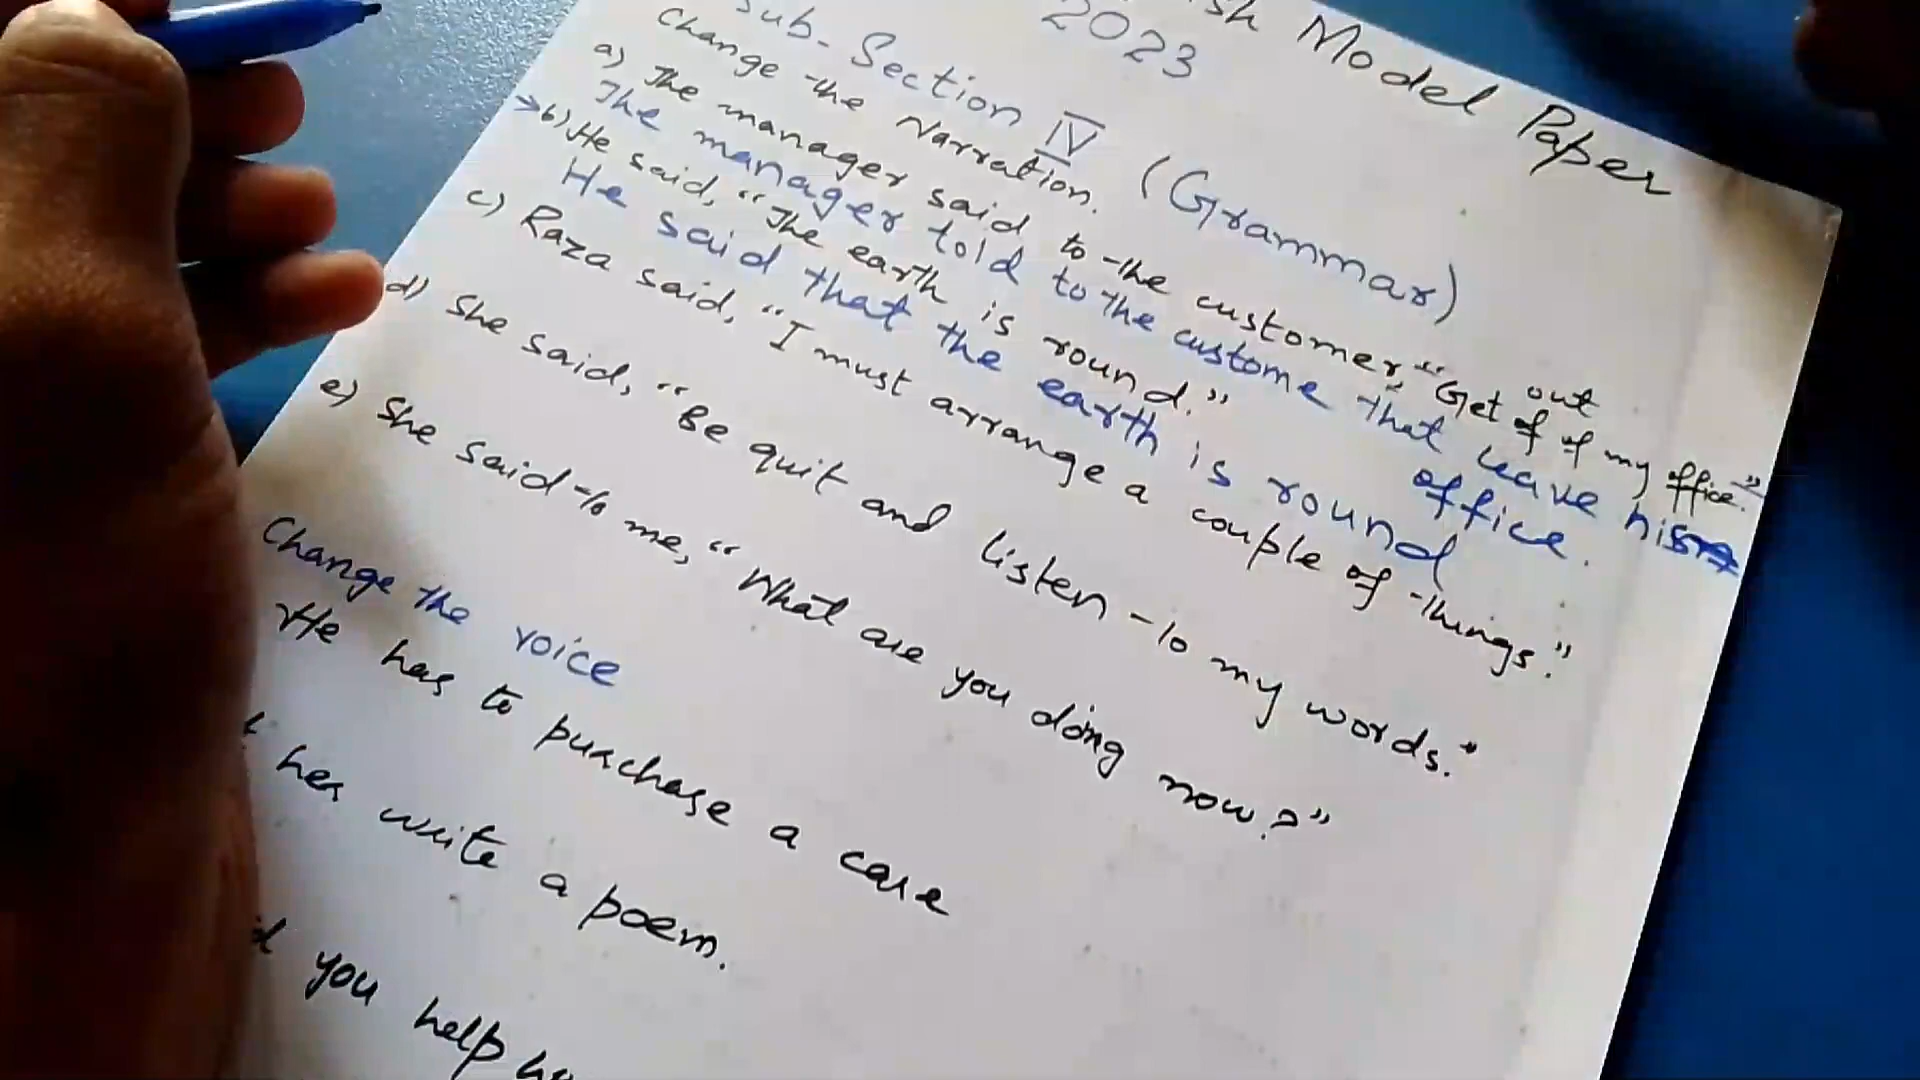 Model Paper
2023
Sub-Section IV (Grammar)
Change the Narration.
a) The manager said to the customer, "Get out of my office."
The manager told to the custome that leave his office.
b) He said, "The earth is round."
He said that the earth is round
c) Raza said, "I must arrange a couple of things."
d) She said, "Be quit and listen to my words."
e) She said to me, "What are you doing now?"
Change the voice
He has to purchase a care
her write a poem.
you help